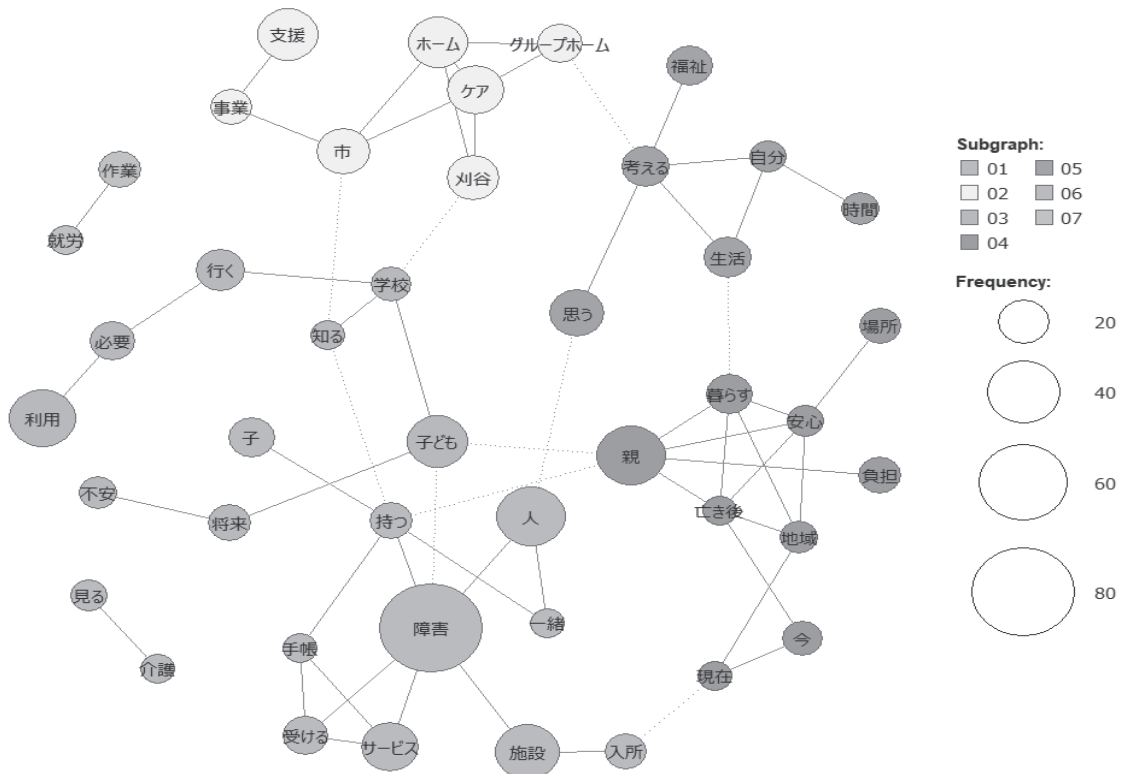 支援
ホーム
グループホーム
福祉
ケア
事業
市
作業
刈谷
考える
自分
時間
就労
行く
学校
生活
思う
知る
必要
場所
利用
暮らす
安心
子
子ども
親
負担
不安
将来
持つ
人
亡き後
地域
見る
障害
一緒
手帳
今
介護
現在
受ける
サービス
施設
入所
Subgraph:
01 05
02 06
03 07
04
Frequency:
20
40
60
80